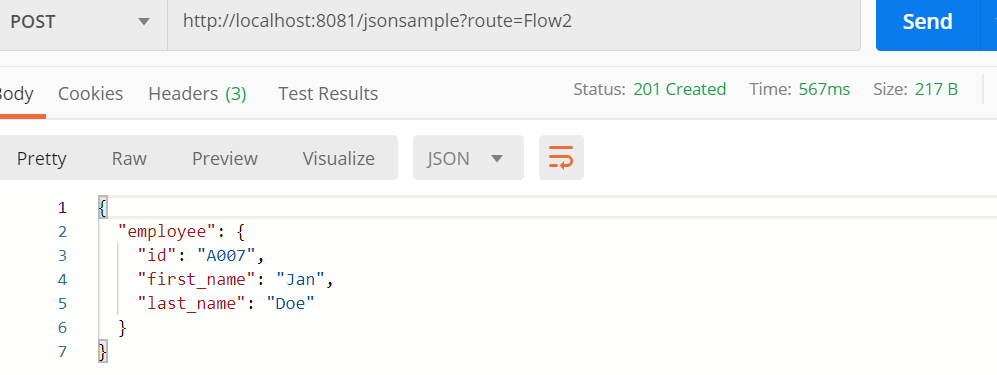 POST http://localhost:8081/jsonsample?route=Flow2 Send
Body Cookies Headers (3) Test Results Status: 201 Created Time: 567ms Size: 217 B
Pretty Raw Preview Visualize JSON
1 {
2 "employee": {
3 "id": "A007",
4 "first_name": "Jan",
5 "last_name": "Doe"
6 }
7 }